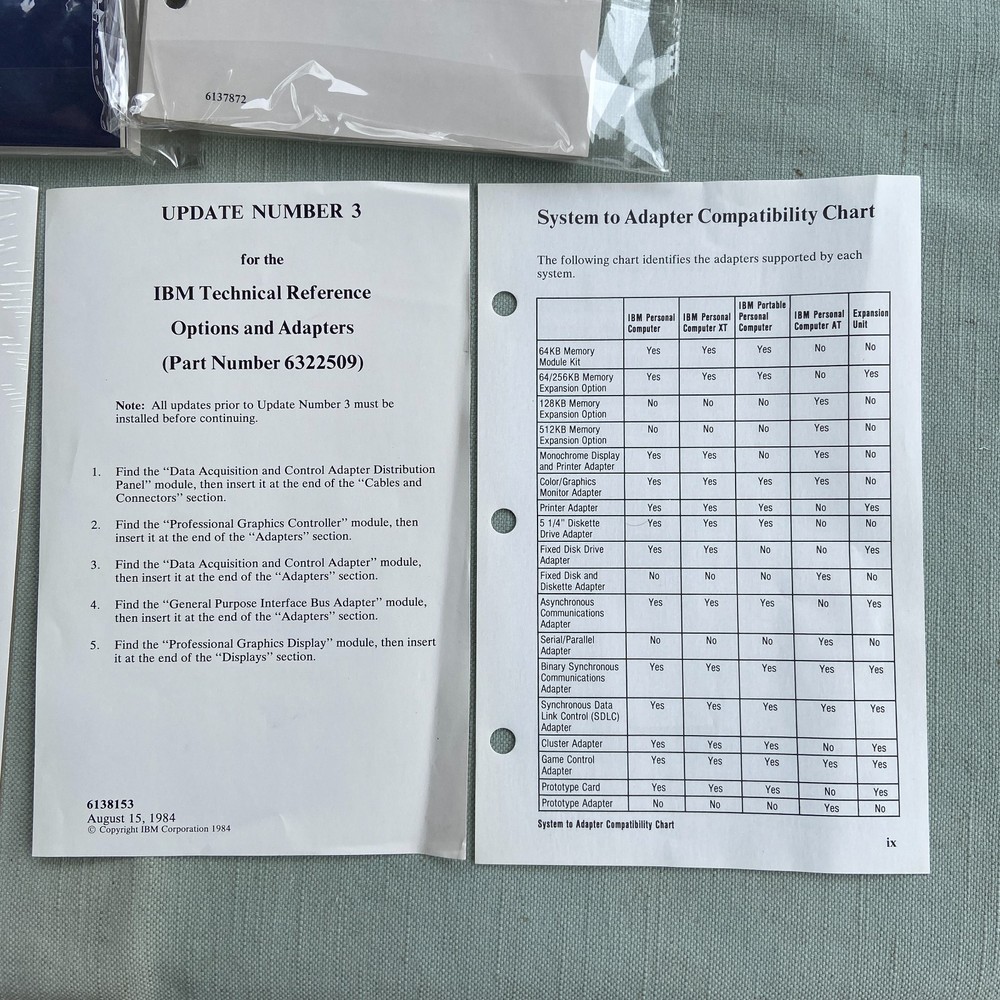 6137872
UPDATE NUMBER 3
for the
IBM Technical Reference
Options and Adapters
(Part Number 6322509)
Note: All updates prior to Update Number 3 must be
installed before continuing.
1. Find the “Data Acquisition and Control Adapter Distribution
Panel” module, then insert it at the end of the “Cables and
Connectors” section.
2. Find the “Professional Graphics Controller” module, then
insert it at the end of the “Adapters” section.
3. Find the “Data Acquisition and Control Adapter” module,
then insert it at the end of the “Adapters” section.
4. Find the “General Purpose Interface Bus Adapter” module,
then insert it at the end of the “Adapters” section.
5. Find the “Professional Graphics Display” module, then insert
it at the end of the “Displays” section.
6138153
August 15, 1984
© Copyright IBM Corporation 1984
System to Adapter Compatibility Chart
The following chart identifies the adapters supported by each
system.
IBM Personal Computer IBM Personal Computer XT IBM Portable Personal Computer IBM Personal Computer AT Expansion Unit
64KB Memory Module Kit Yes Yes Yes No No
64/256KB Memory Expansion Option Yes Yes Yes No Yes
128KB Memory Expansion Option No No No Yes No
512KB Memory Expansion Option No No No Yes No
Monochrome Display and Printer Adapter Yes Yes No Yes No
Color/Graphics Monitor Adapter Yes Yes Yes Yes No
Printer Adapter Yes Yes Yes No Yes
5 1/4" Diskette Drive Adapter Yes Yes Yes No No
Fixed Disk Drive Adapter Yes Yes No No Yes
Fixed Disk and Diskette Adapter No No No Yes No
Asynchronous Communications Adapter Yes Yes Yes No Yes
Serial/Parallel Adapter No No No Yes No
Binary Synchronous Communications Adapter Yes Yes Yes Yes Yes
Synchronous Data Link Control (SDLC) Adapter Yes Yes Yes Yes Yes
Cluster Adapter Yes Yes Yes No Yes
Game Control Adapter Yes Yes Yes Yes Yes
Prototype Card Yes Yes Yes No Yes
Prototype Adapter No No No Yes No
System to Adapter Compatibility Chart
ix